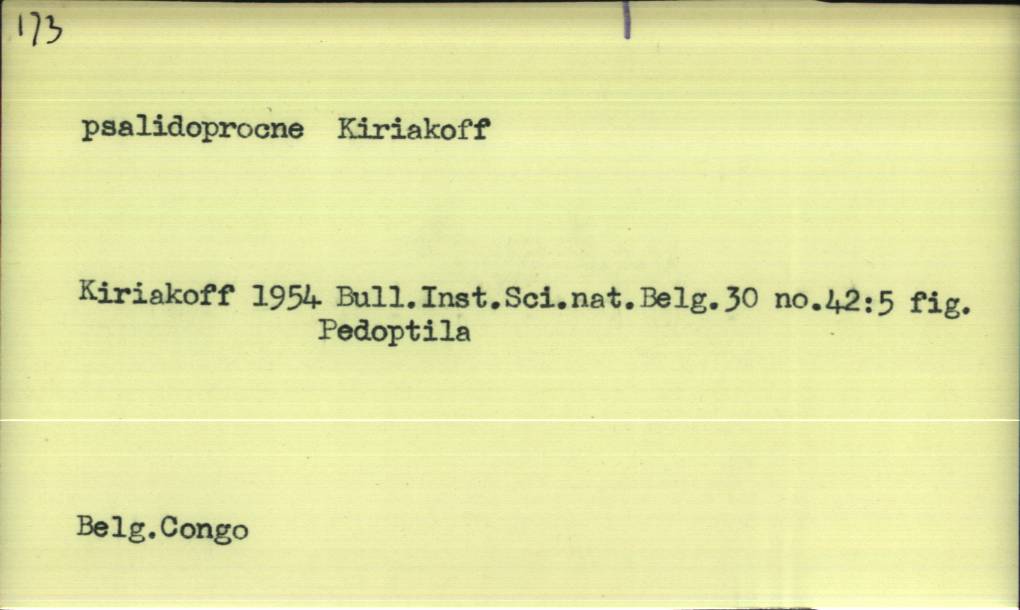 173
psalidoprocne Kiriakoff
Kiriakoff 1954 Bull.Inst.Sci.nat.Belg.30 no.42:5 fig.
Pedoptila
Belg.Congo